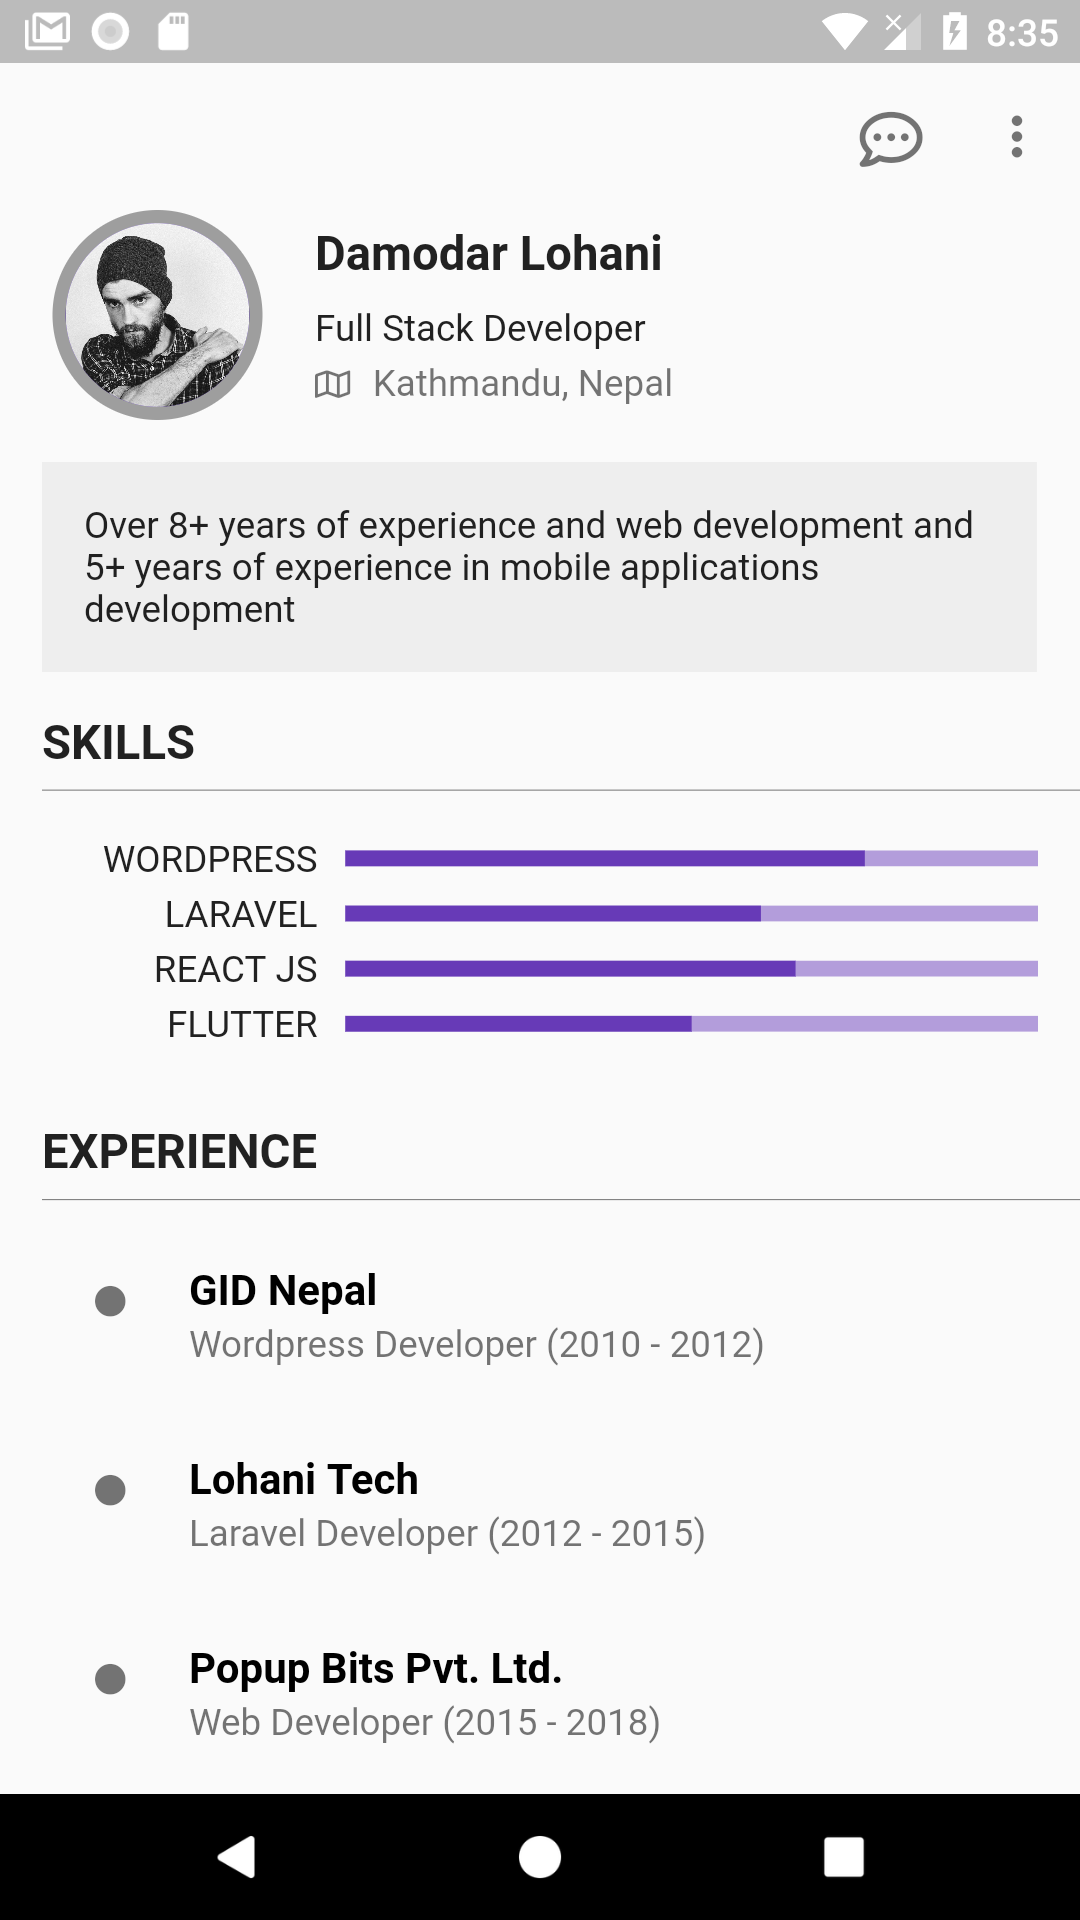 8:35
Damodar Lohani
Full Stack Developer
Kathmandu, Nepal
Over 8+ years of experience and web development and
5+ years of experience in mobile applications
development
SKILLS
WORDPRESS
LARAVEL
REACT JS
FLUTTER
EXPERIENCE
GID Nepal
Wordpress Developer (2010 - 2012)
Lohani Tech
Laravel Developer (2012 - 2015)
Popup Bits Pvt. Ltd.
Web Developer (2015 - 2018)